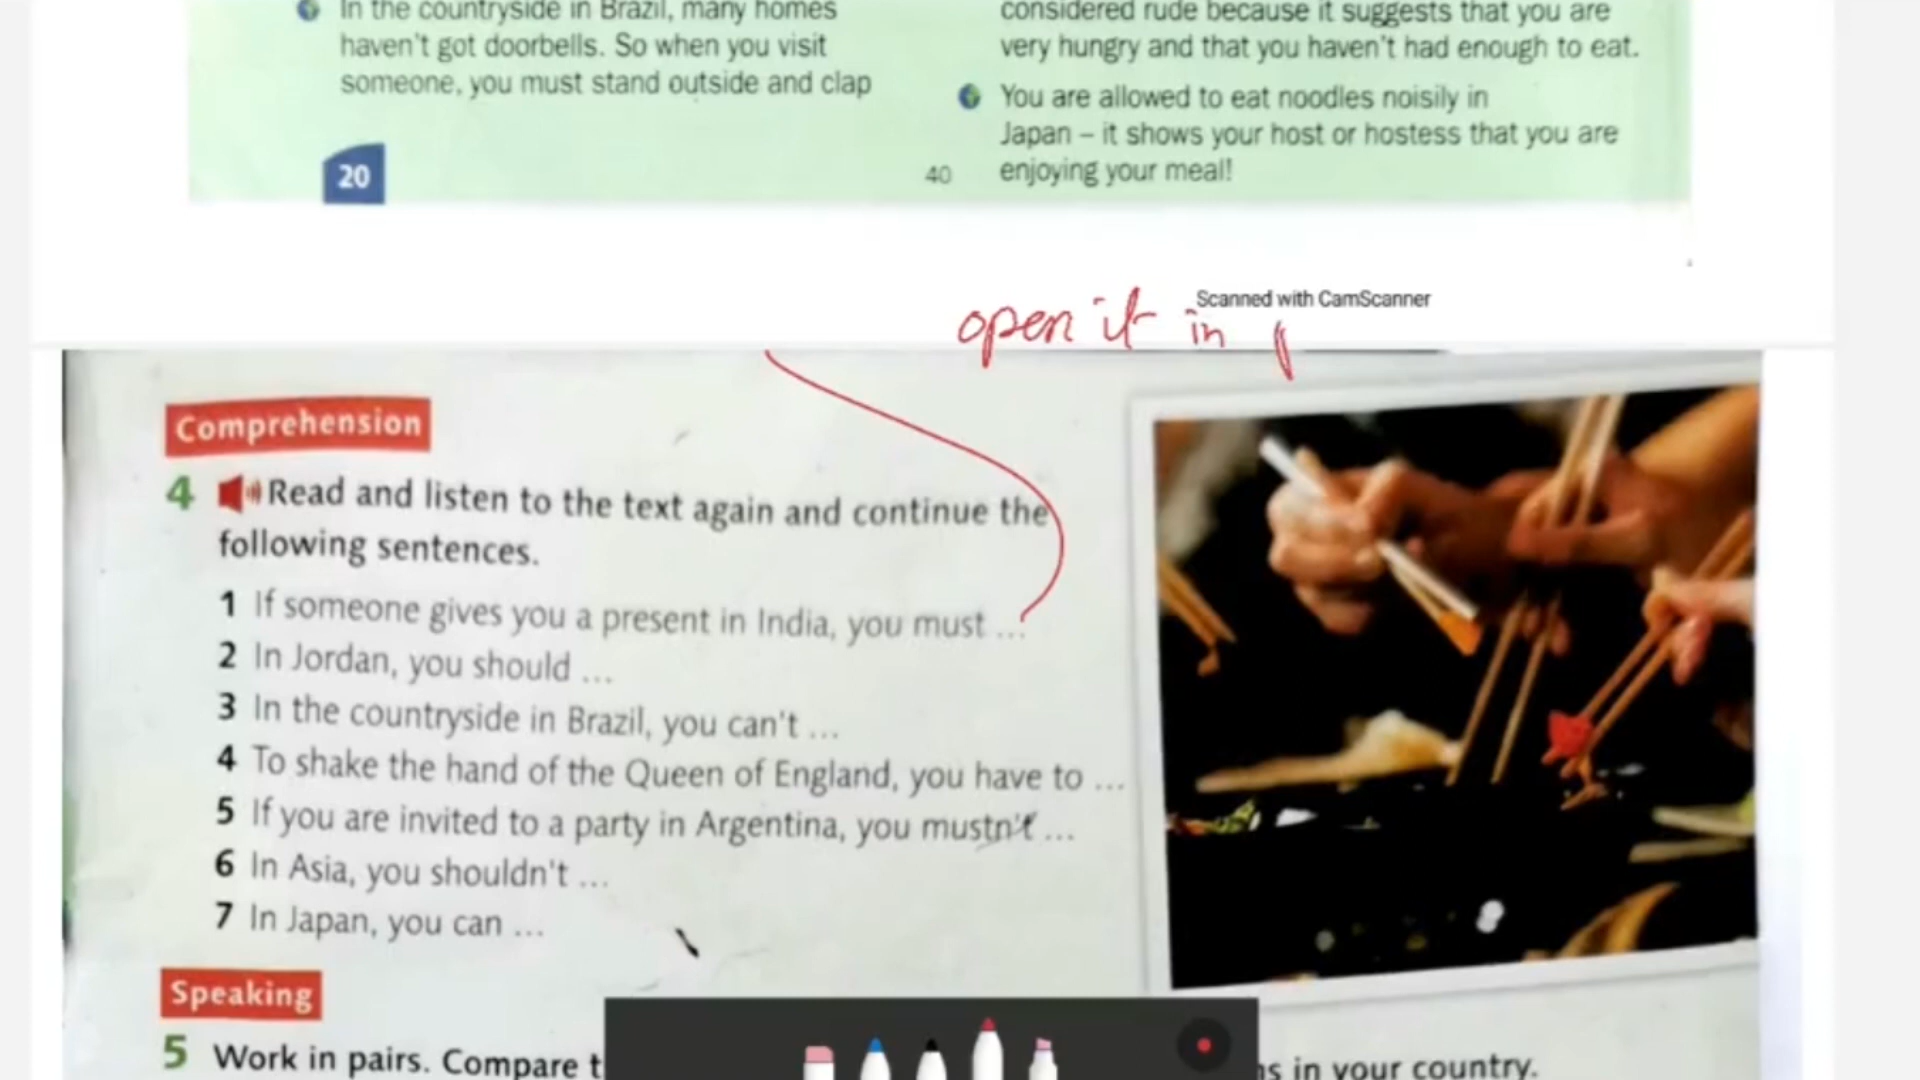 In the countryside in Brazil, many homes
haven't got doorbells. So when you visit
someone, you must stand outside and clap
20
considered rude because it suggests that you are
very hungry and that you haven't had enough to eat.
You are allowed to eat noodles noisily in
Japan – it shows your host or hostess that you are
40 enjoying your meal!
Scanned with CamScanner
open it in p
Comprehension
4 Read and listen to the text again and continue the
following sentences.
1 If someone gives you a present in India, you must ...
2 In Jordan, you should ...
3 In the countryside in Brazil, you can't ...
4 To shake the hand of the Queen of England, you have to ...
5 If you are invited to a party in Argentina, you mustn't ...
6 In Asia, you shouldn't ...
7 In Japan, you can ...
Speaking
5 Work in pairs. Compare t
ns in your country.